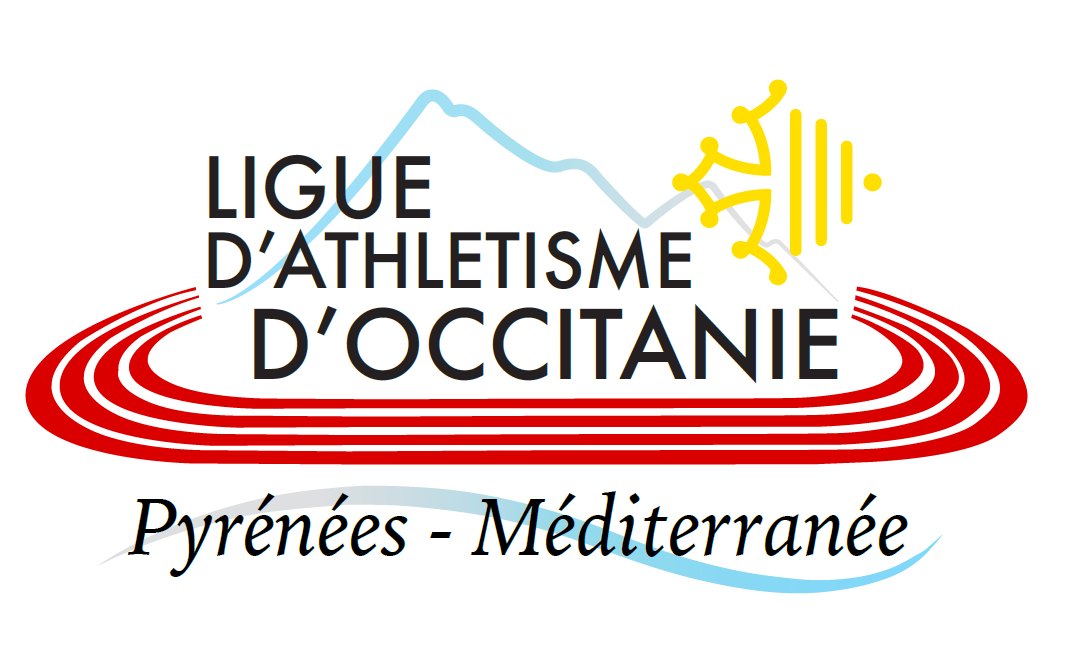 LIGUE
D'ATHLETISME
D'OCCITANIE
Pyrénées - Méditerranée